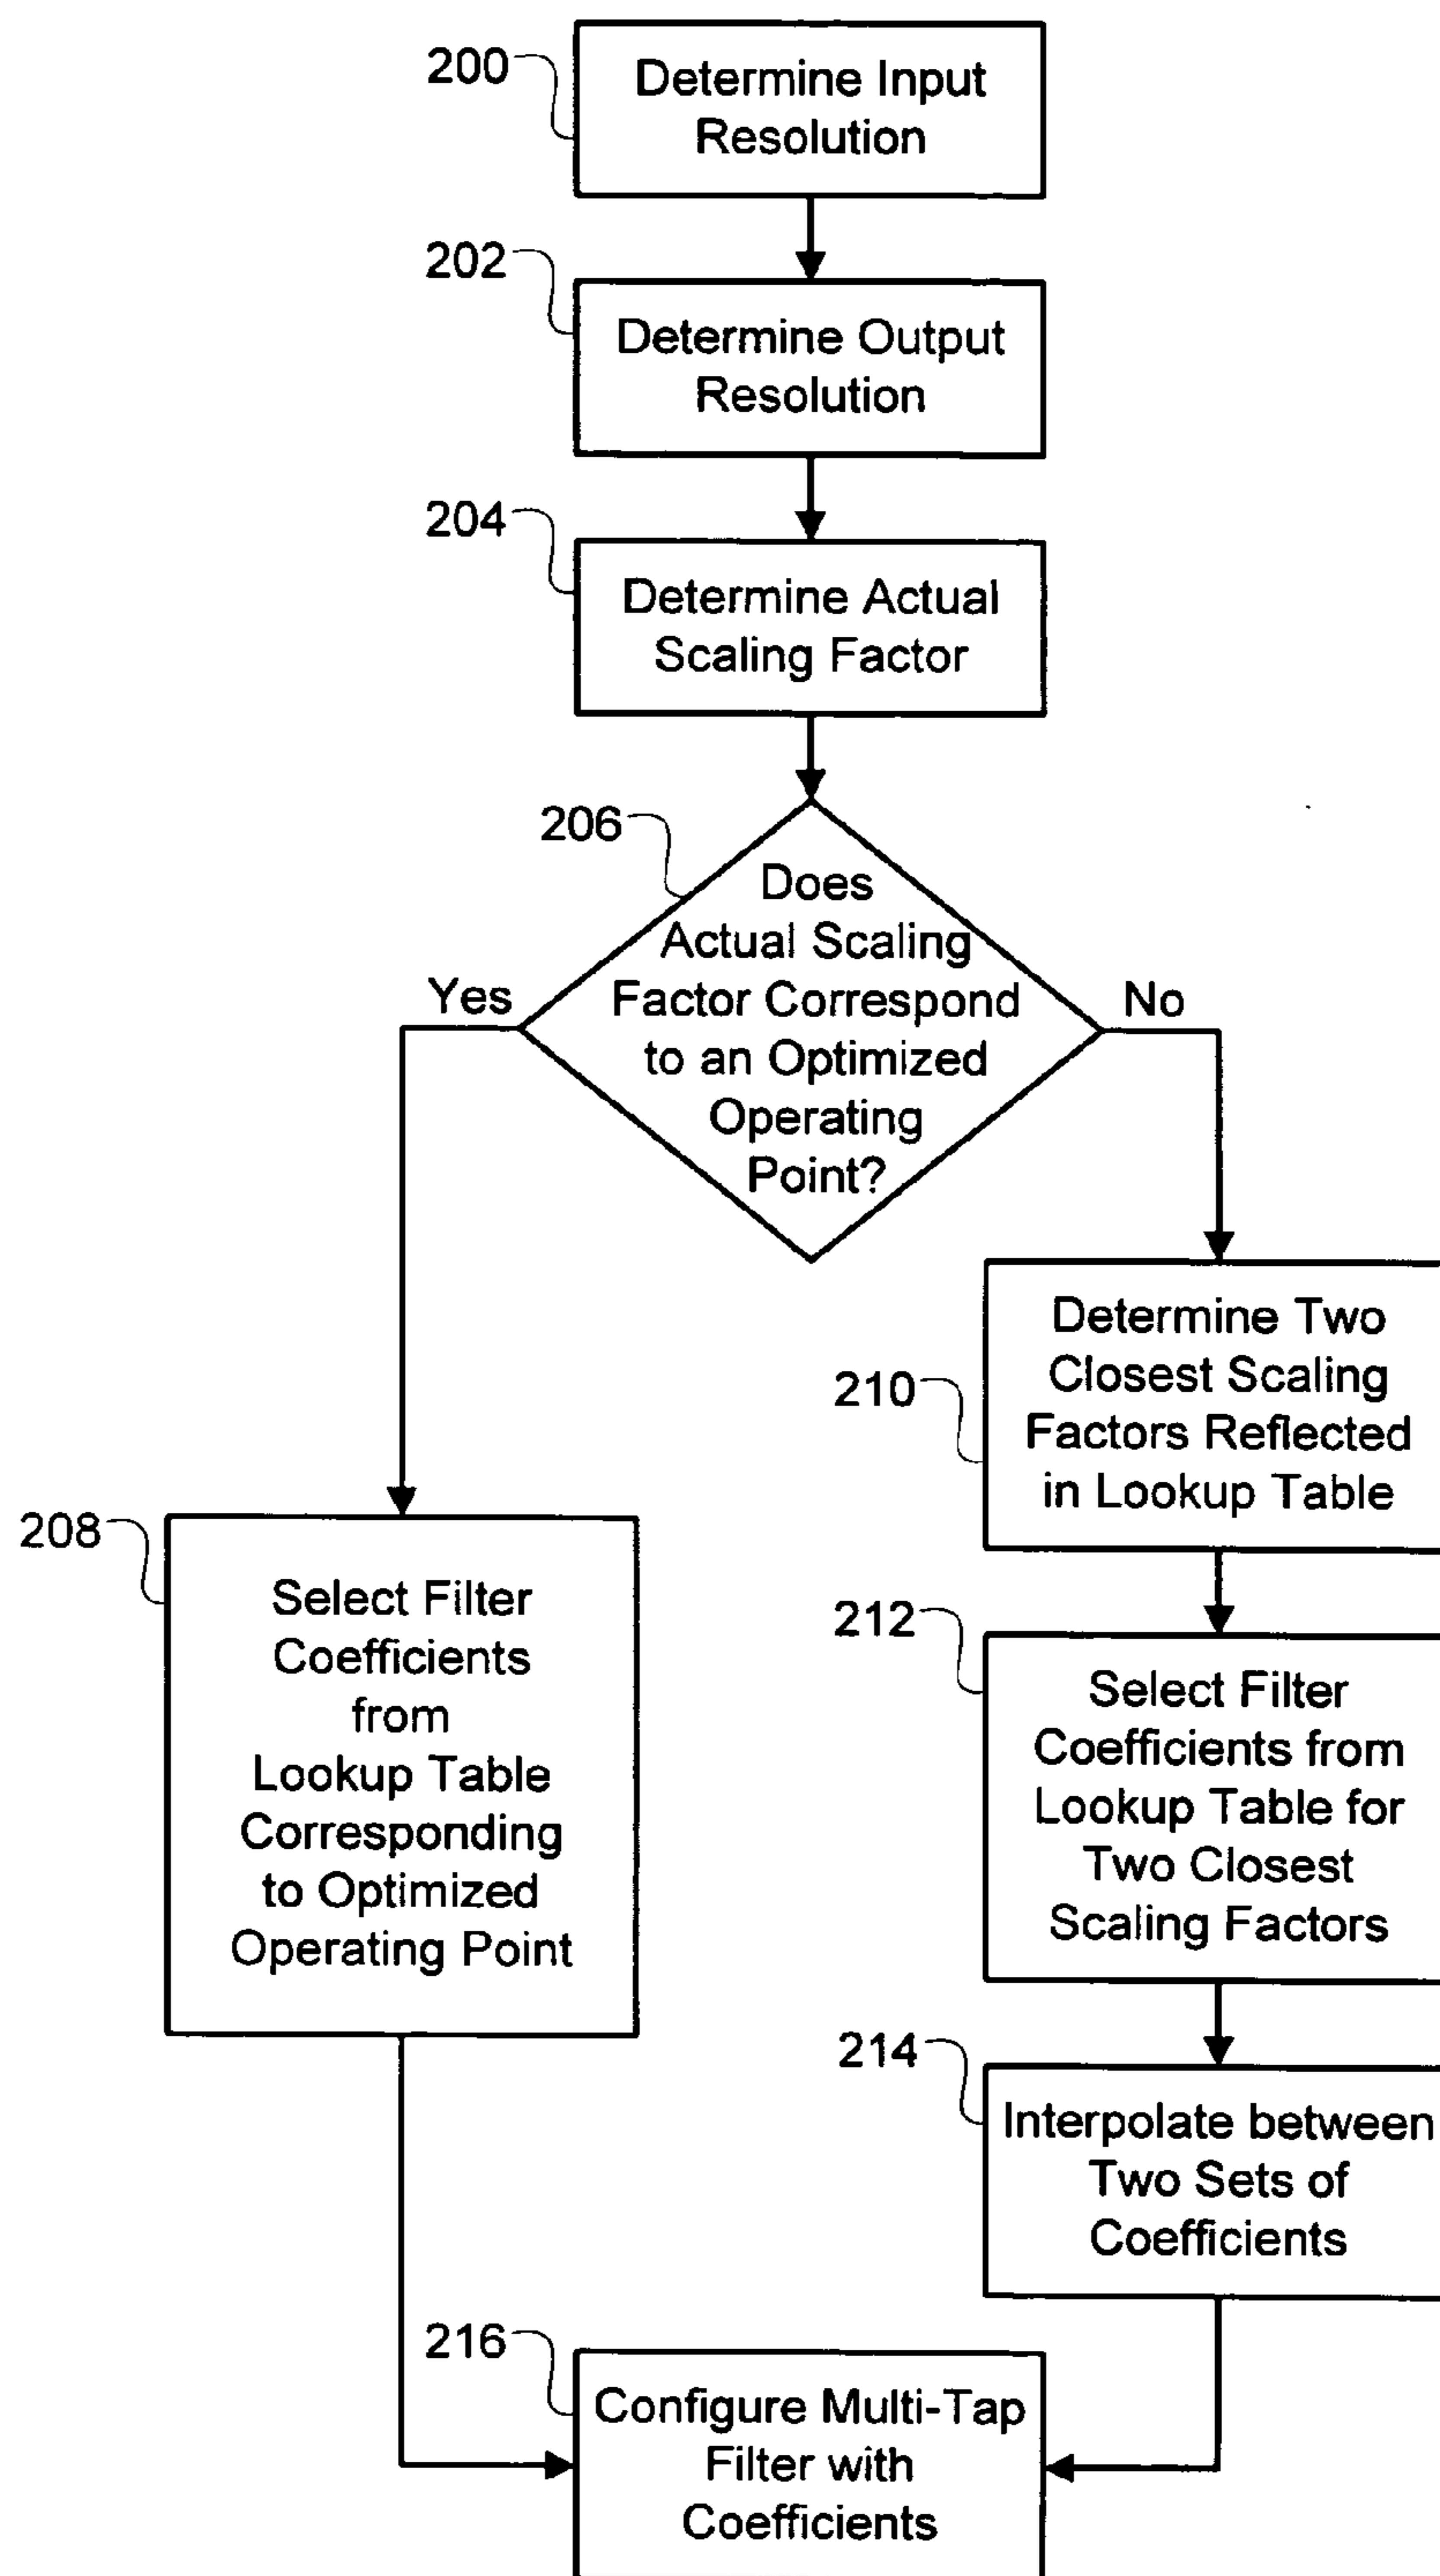 200
Determine Input
Resolution
202
Determine Output
Resolution
204
Determine Actual
Scaling Factor
206
Does
Actual Scaling
Factor Correspond
to an Optimized
Operating
Point?
Yes
No
210
Determine Two
Closest Scaling
Factors Reflected
in Lookup Table
208
Select Filter
Coefficients
from
Lookup Table
Corresponding
to Optimized
Operating Point
212
Select Filter
Coefficients from
Lookup Table for
Two Closest
Scaling Factors
214
Interpolate between
Two Sets of
Coefficients
216
Configure Multi-Tap
Filter with
Coefficients